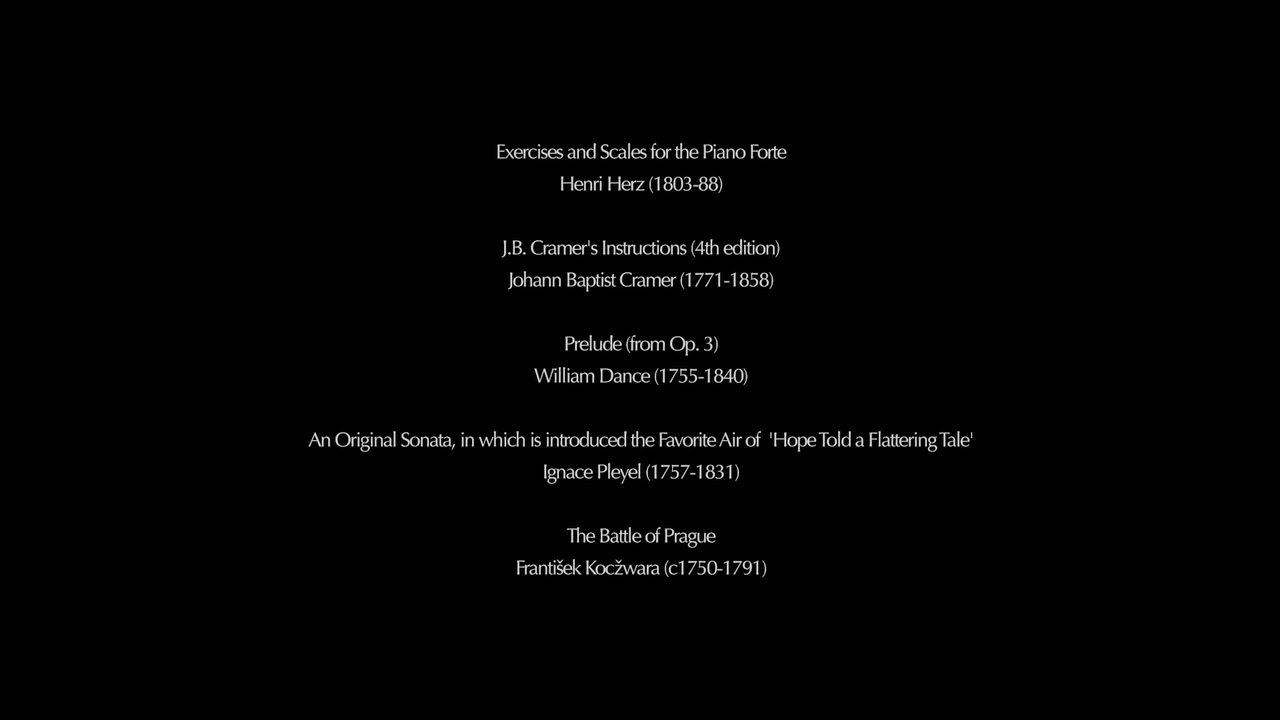 Exercises and Scales for the Piano Forte
Henri Herz (1803-88)
J.B. Cramer's Instructions (4th edition)
Johann Baptist Cramer (1771-1858)
Prelude (from Op. 3)
William Dance (1755-1840)
An Original Sonata, in which is introduced the Favorite Air of 'Hope Told a Flattering Tale'
Ignace Pleyel (1757-1831)
The Battle of Prague
František Kocžwara (c1750-1791)